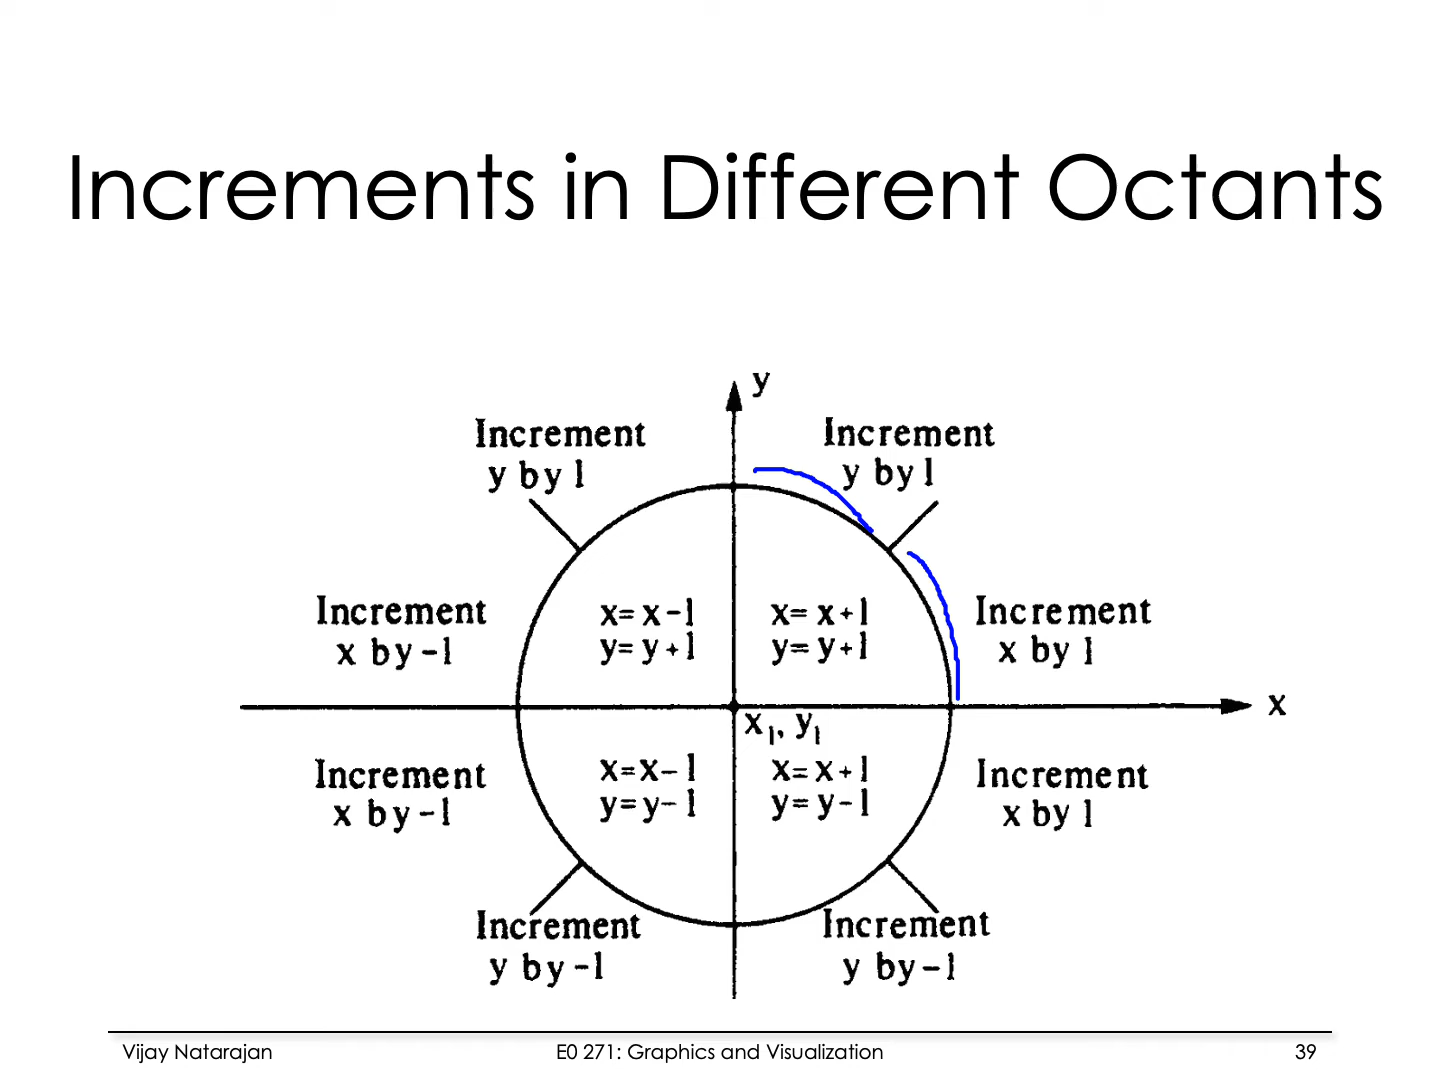 Increments in Different Octants
y
Increment
y by 1
Increment
y by 1
Increment
x by -1
x = x - 1
y = y + 1
x = x + 1
y = y + 1
Increment
x by 1
x
x1, y1
Increment
x by -1
x = x - 1
y = y - 1
x = x + 1
y = y - 1
Increment
x by 1
Increment
y by -1
Increment
y by -1
Vijay Natarajan
E0 271: Graphics and Visualization
39